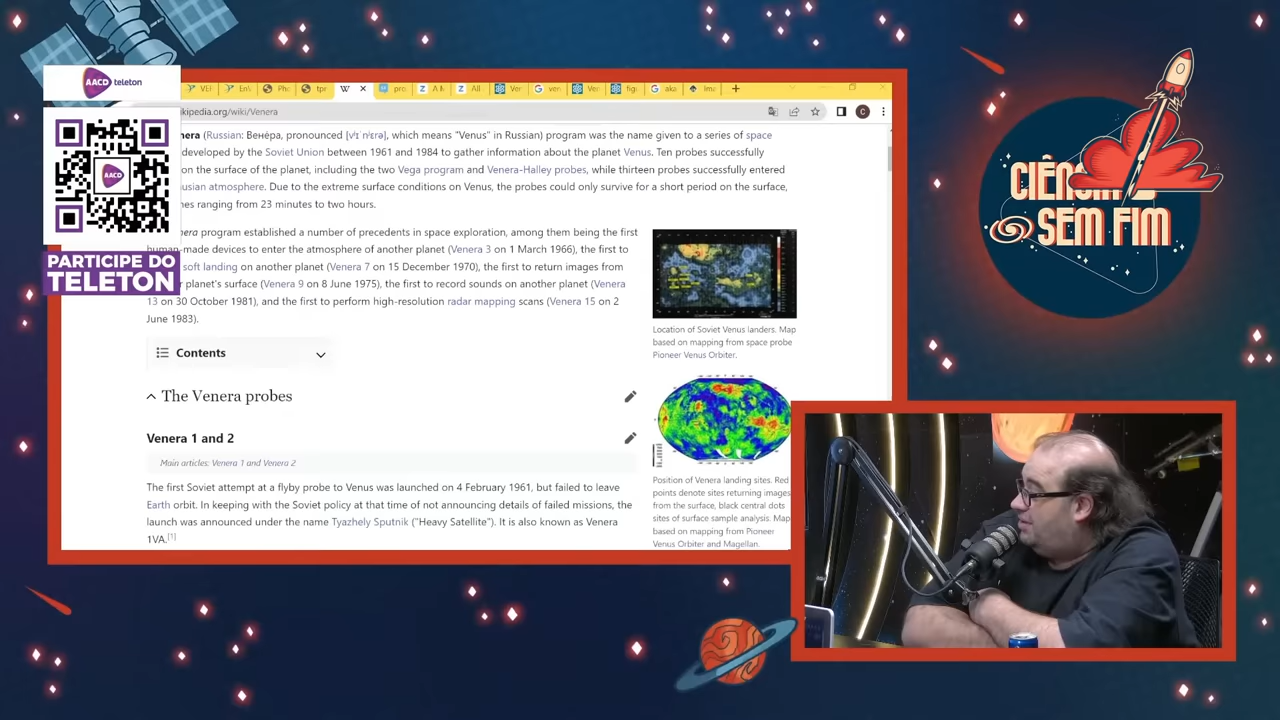 AACD teleton
AACD
PARTICIPE DO
TELETON
kipedia.org/wiki/Venera
nera (Russian: Вене́ра, pronounced [vʲɪˈnʲɛrə], which means "Venus" in Russian) program was the name given to a series of space
developed by the Soviet Union between 1961 and 1984 to gather information about the planet Venus. Ten probes successfully
on the surface of the planet, including the two Vega program and Venera-Halley probes, while thirteen probes successfully entered
usian atmosphere. Due to the extreme surface conditions on Venus, the probes could only survive for a short period on the surface,
nes ranging from 23 minutes to two hours.
era program established a number of precedents in space exploration, among them being the first
human-made devices to enter the atmosphere of another planet (Venera 3 on 1 March 1966), the first to
soft landing on another planet (Venera 7 on 15 December 1970), the first to return images from
r planet's surface (Venera 9 on 8 June 1975), the first to record sounds on another planet (Venera
13 on 30 October 1981), and the first to perform high-resolution radar mapping scans (Venera 15 on 2
June 1983).
Location of Soviet Venus landers. Map
based on mapping from space probe
Pioneer Venus Orbiter.
Contents
The Venera probes
Venera 1 and 2
Main articles: Venera 1 and Venera 2
The first Soviet attempt at a flyby probe to Venus was launched on 4 February 1961, but failed to leave
Earth orbit. In keeping with the Soviet policy at that time of not announcing details of failed missions, the
launch was announced under the name Tyazhely Sputnik ("Heavy Satellite"). It is also known as Venera
1VA.[1]
Position of Venera landing sites. Red
points denote sites returning images
from the surface, black central dots
sites of surface sample analysis. Map
based on mapping from Pioneer
Venus Orbiter and Magellan.
SEM FIM